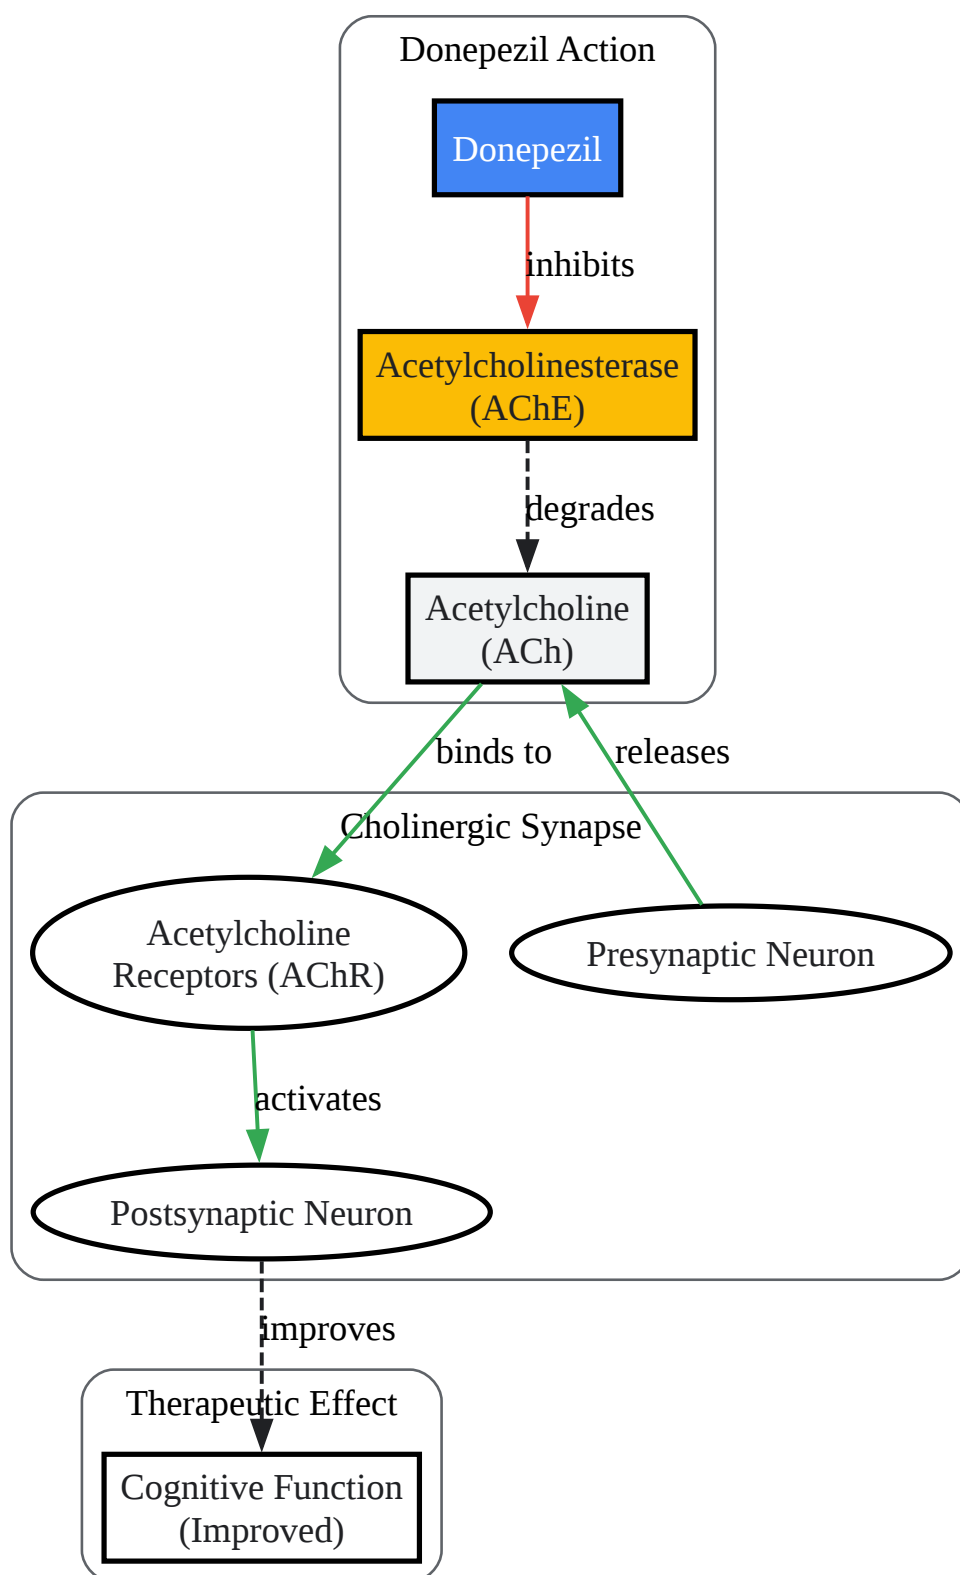 Donepezil Action
Donepezil
inhibits
Acetylcholinesterase
(AChE)
degrades
Acetylcholine
(ACh)
binds to
releases
Cholinergic Synapse
Acetylcholine
Receptors (AChR)
Presynaptic Neuron
activates
Postsynaptic Neuron
improves
Therapeutic Effect
Cognitive Function
(Improved)